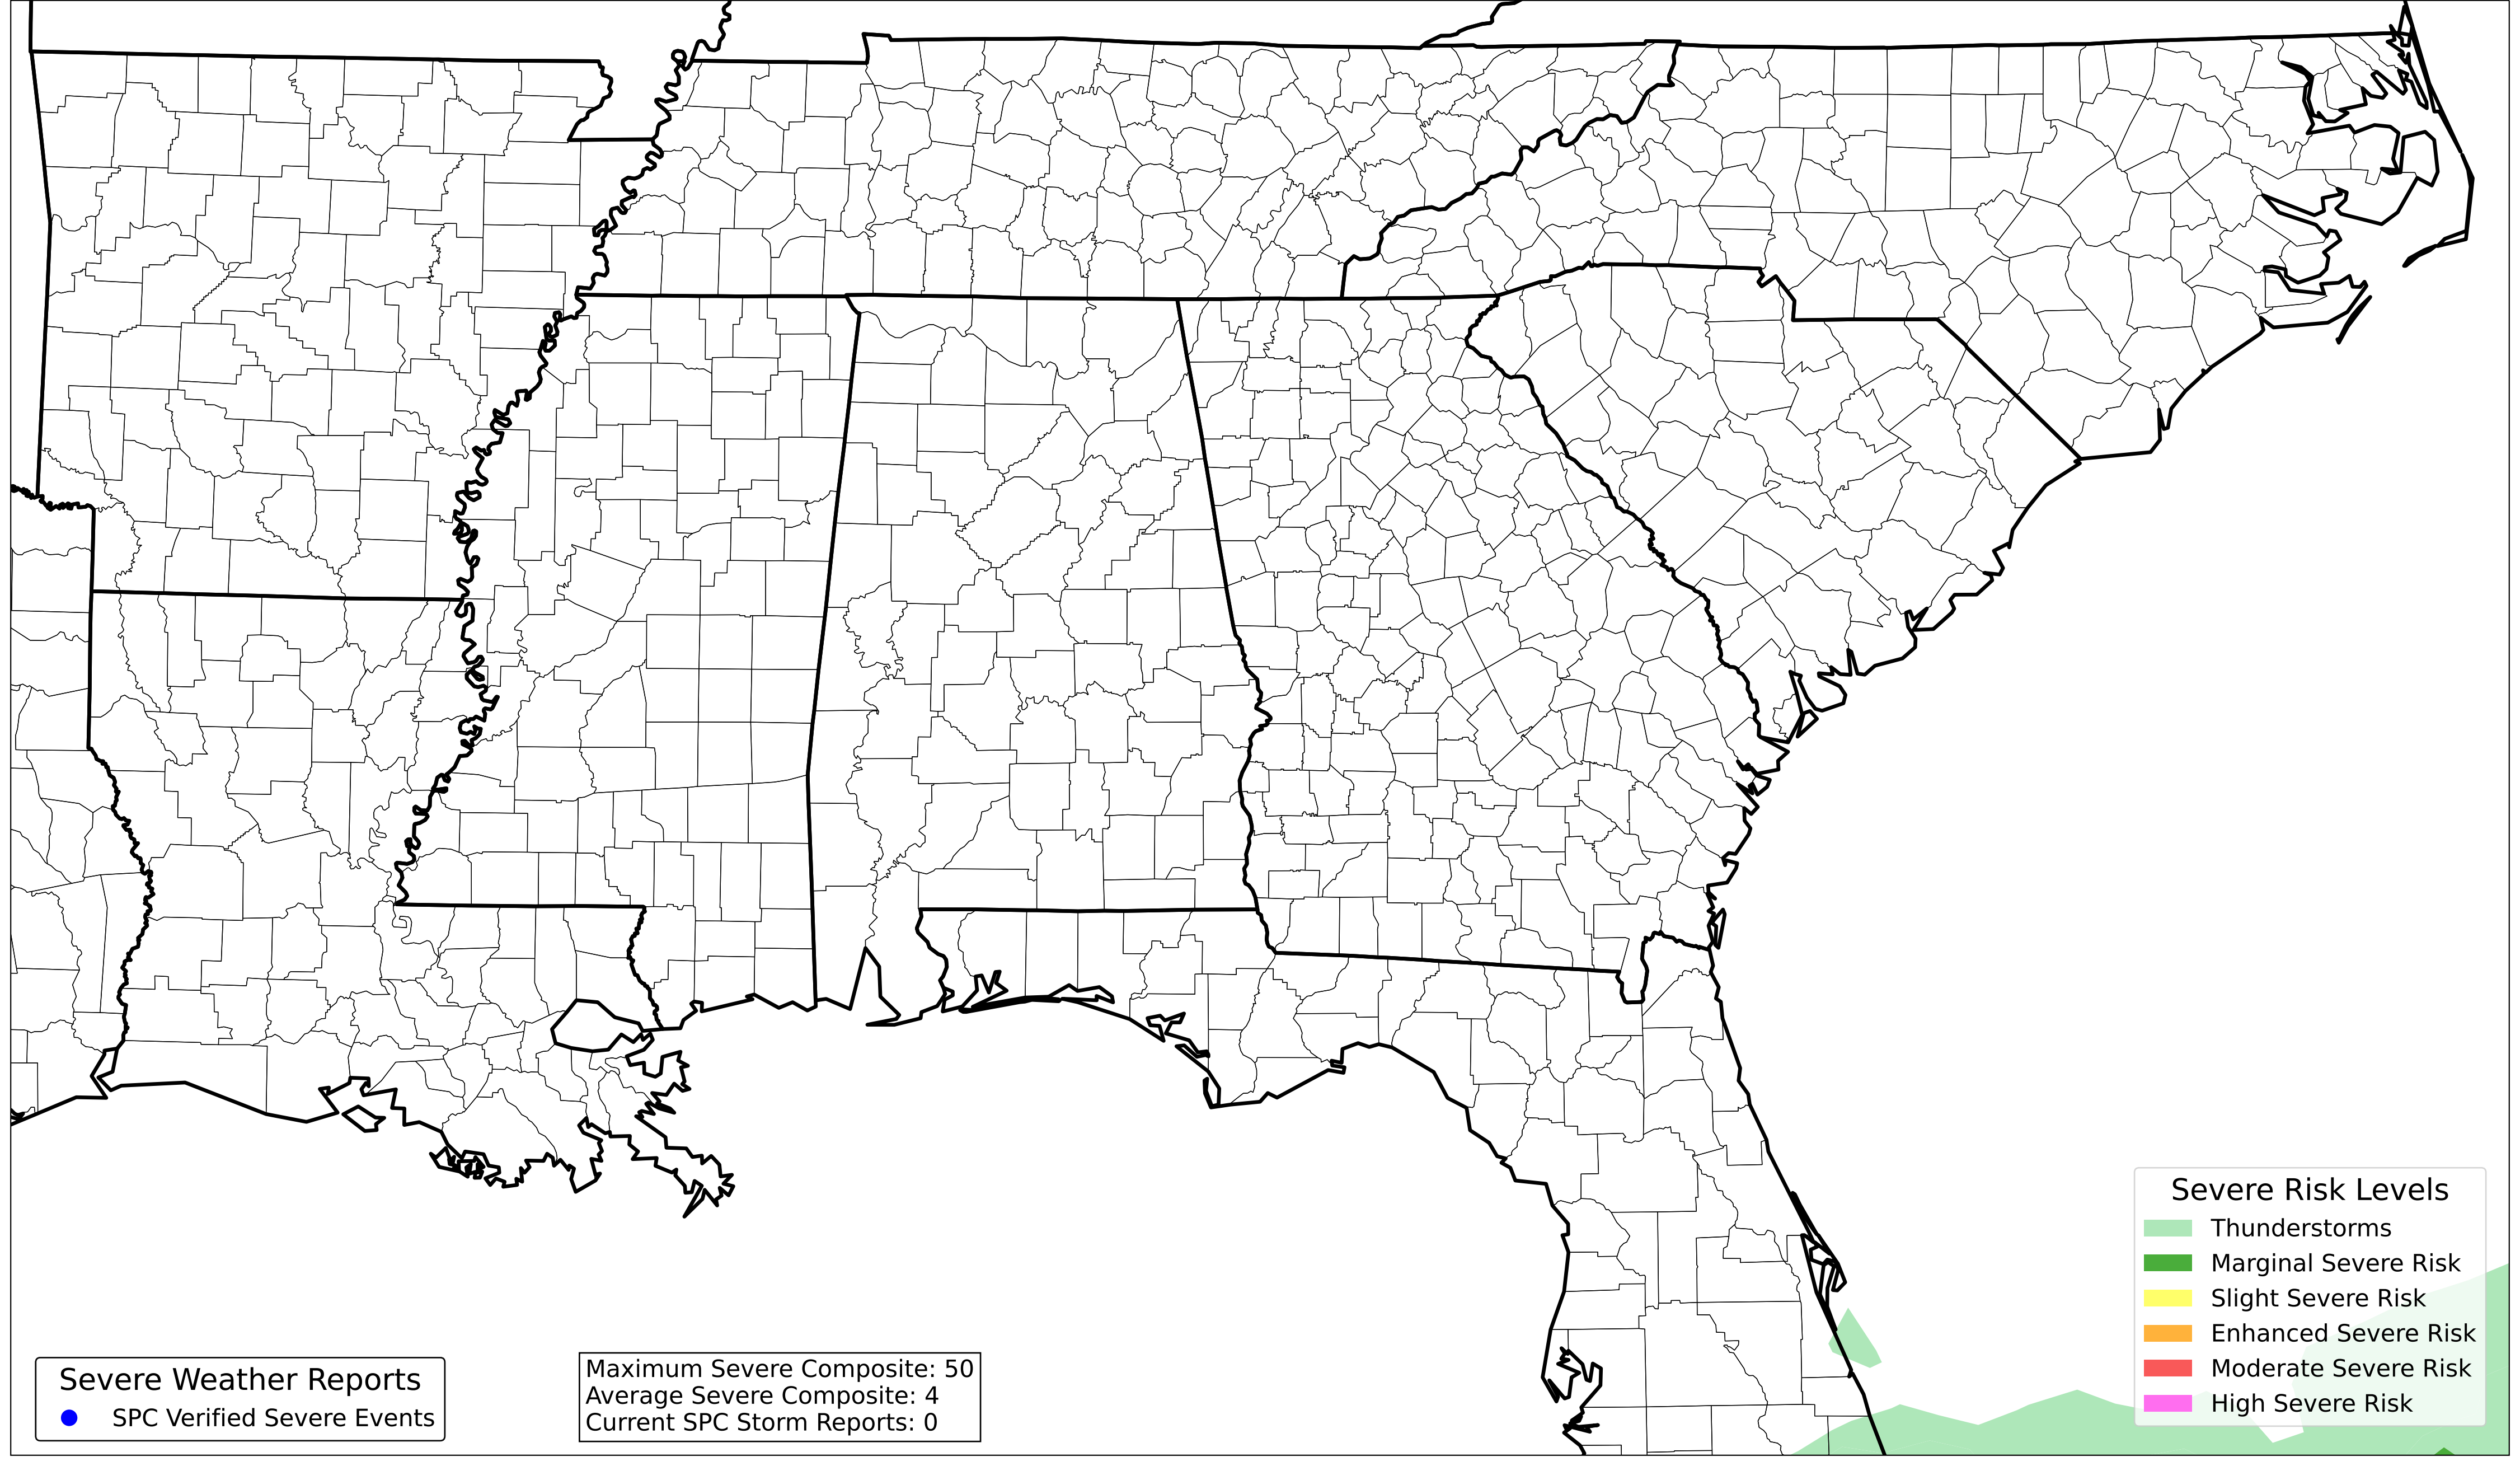 Severe Risk Levels
Thunderstorms
Marginal Severe Risk
Slight Severe Risk
Enhanced Severe Risk
Moderate Severe Risk
High Severe Risk
Severe Weather Reports
SPC Verified Severe Events
Maximum Severe Composite: 50
Average Severe Composite: 4
Current SPC Storm Reports: 0